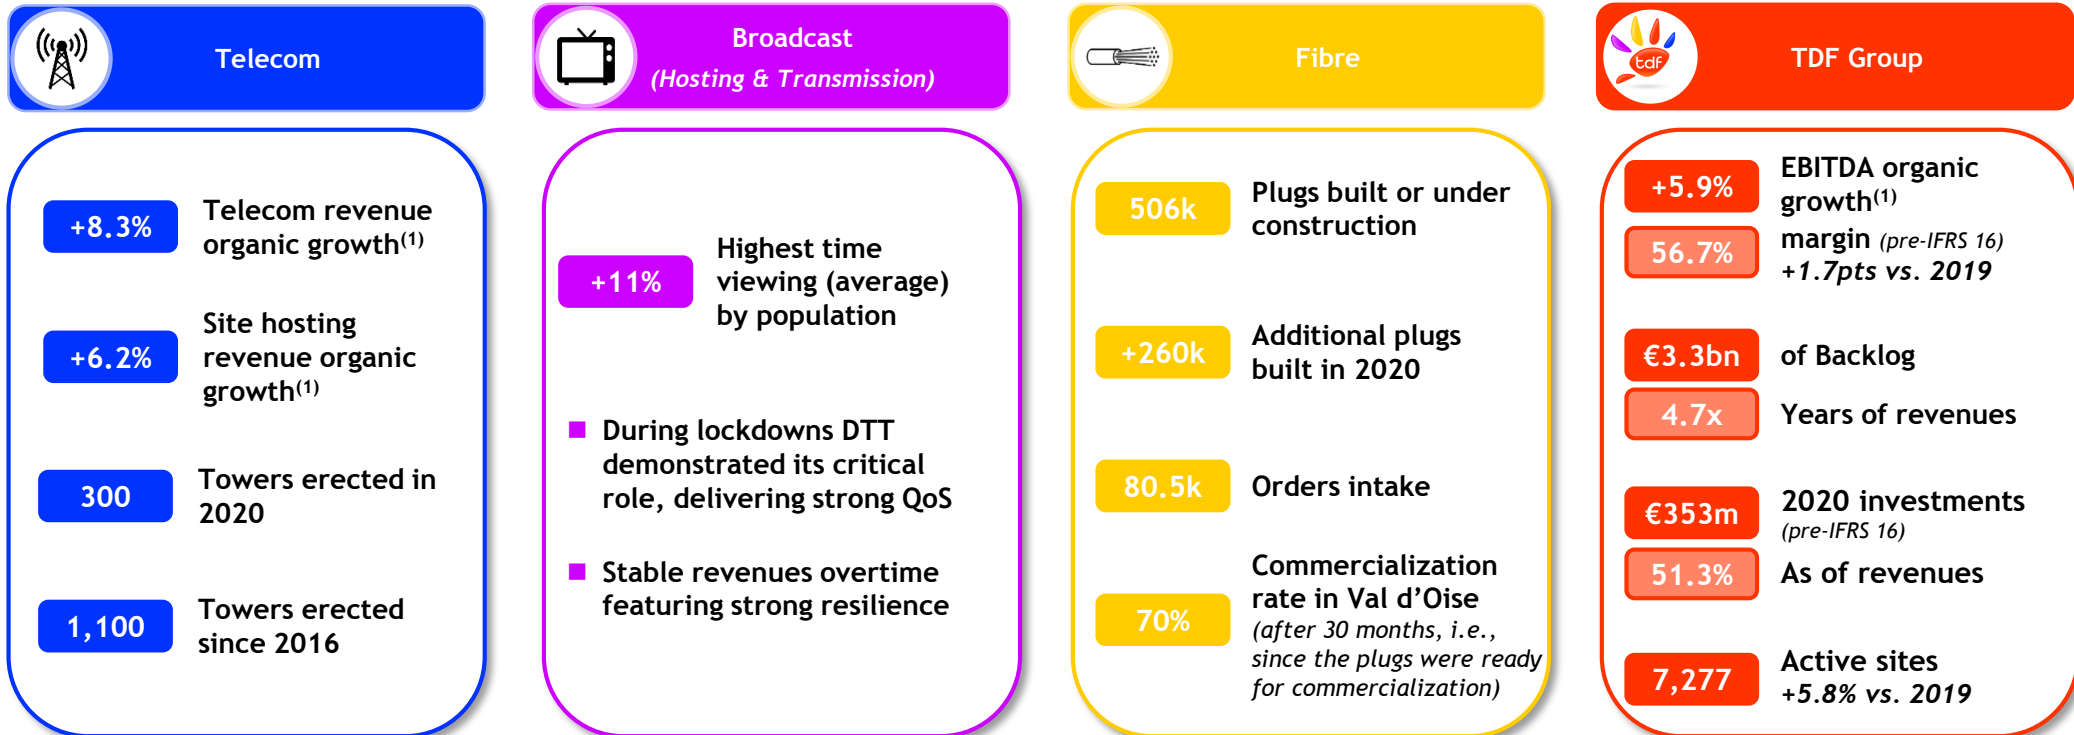 Telecom
+8.3%
Telecom revenue
organic growth(1)
+6.2%
Site hosting
revenue organic
growth(1)
300
Towers erected in
2020
1,100
Towers erected
since 2016
Broadcast
(Hosting & Transmission)
+11%
Highest time
viewing (average)
by population
During lockdowns DTT
demonstrated its critical
role, delivering strong QoS
Stable revenues overtime
featuring strong resilience
Fibre
506k
Plugs built or under
construction
+260k
Additional plugs
built in 2020
80.5k
Orders intake
70%
Commercialization
rate in Val d’Oise
(after 30 months, i.e.,
since the plugs were ready
for commercialization)
tdf
TDF Group
+5.9%
EBITDA organic
growth(1)
56.7%
margin (pre-IFRS 16)
+1.7pts vs. 2019
€3.3bn
of Backlog
4.7x
Years of revenues
€353m
2020 investments
(pre-IFRS 16)
51.3%
As of revenues
7,277
Active sites
+5.8% vs. 2019